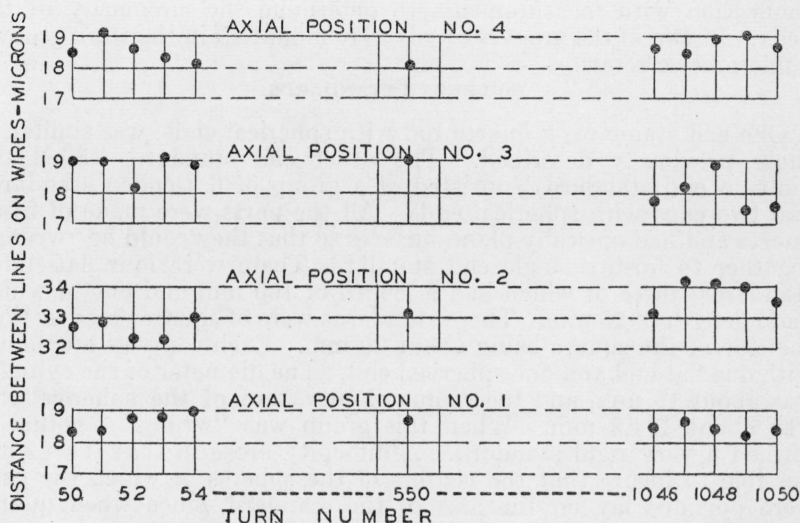 AXIAL POSITION NO. 4
19
18
17
AXIAL POSITION NO. 3
19
18
17
AXIAL POSITION NO. 2
34
33
32
AXIAL POSITION NO. 1
19
18
17
50 52 54 550 1046 1048 1050
TURN NUMBER
DISTANCE BETWEEN LINES ON WIRES-MICRONS